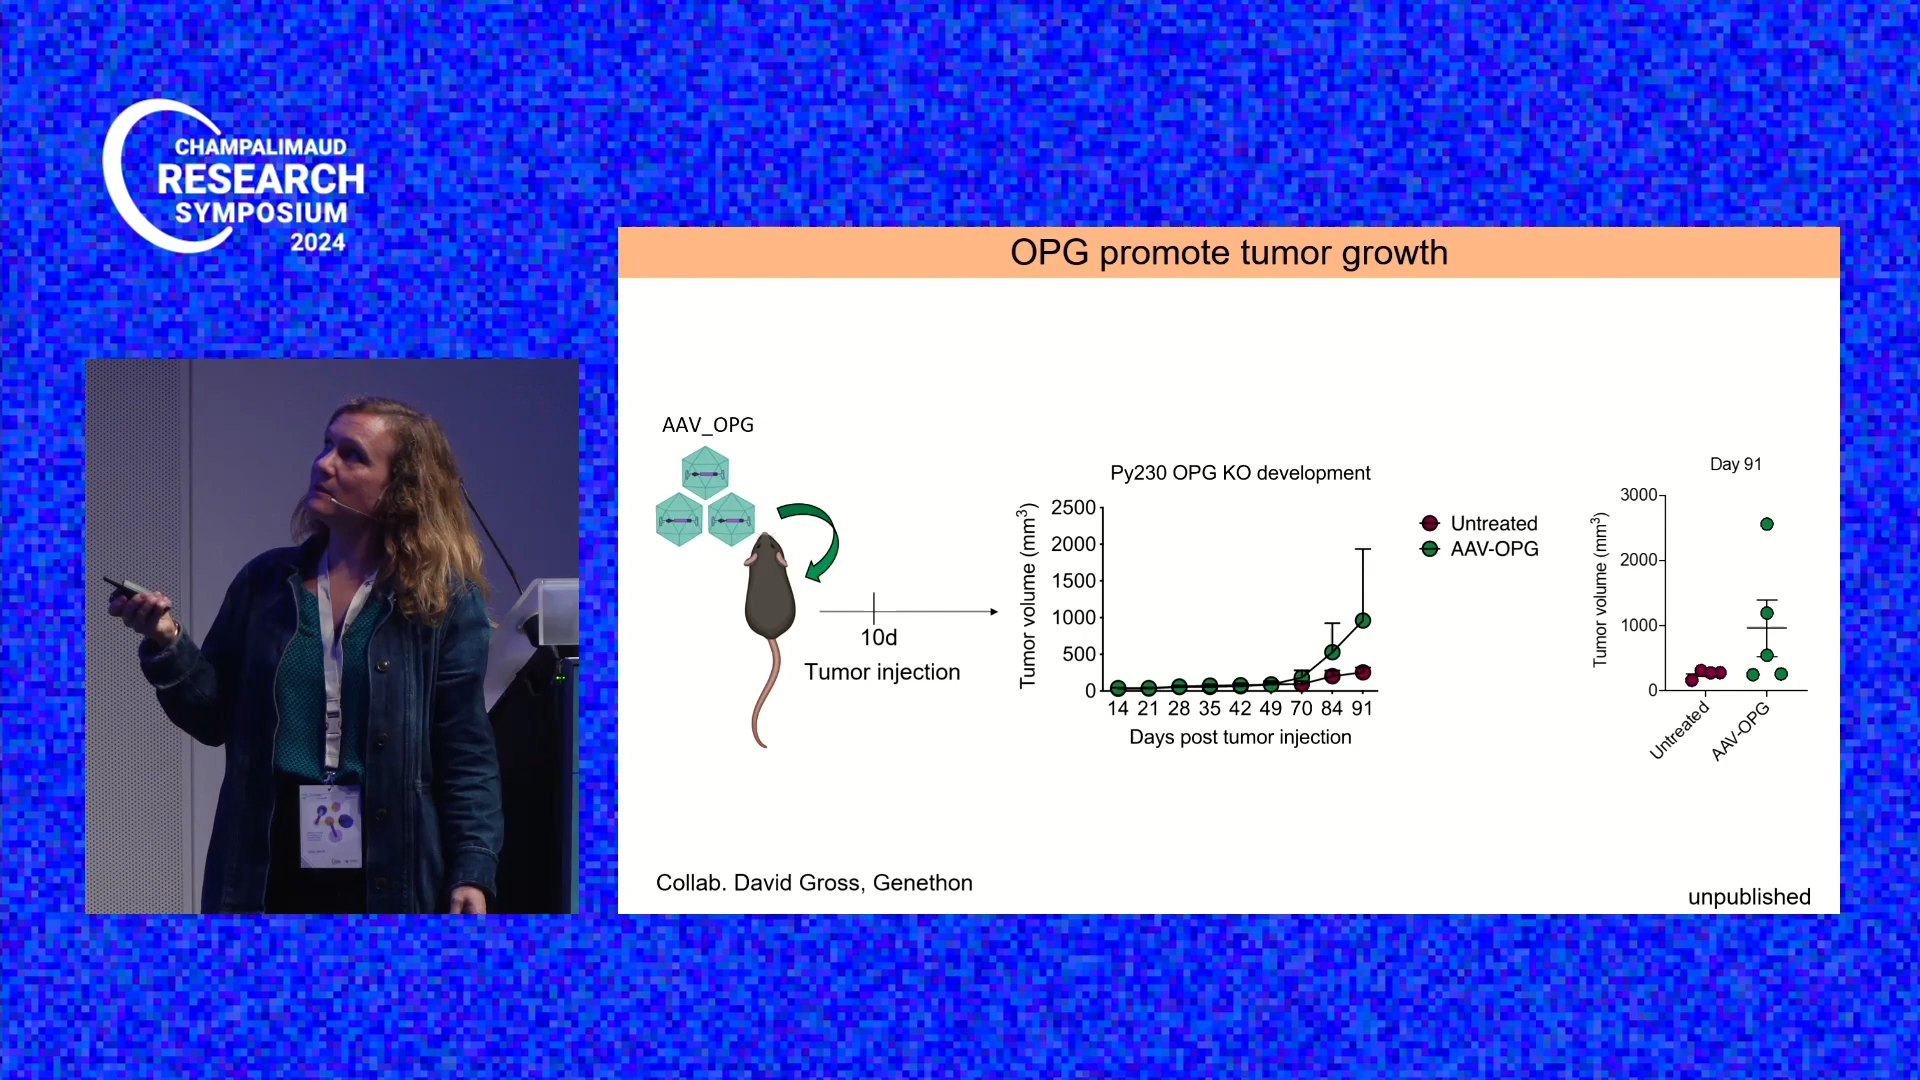 CHAMPALIMAUD
RESEARCH
SYMPOSIUM
2024
OPG promote tumor growth
AAV_OPG
10d
Tumor injection
Py230 OPG KO development
Tumor volume (mm3)
2500
2000
1500
1000
500
0
14 21 28 35 42 49 70 84 91
Days post tumor injection
Untreated
AAV-OPG
Day 91
Tumor volume (mm3)
3000
2000
1000
0
Untreated
AAV-OPG
Collab. David Gross, Genethon
unpublished